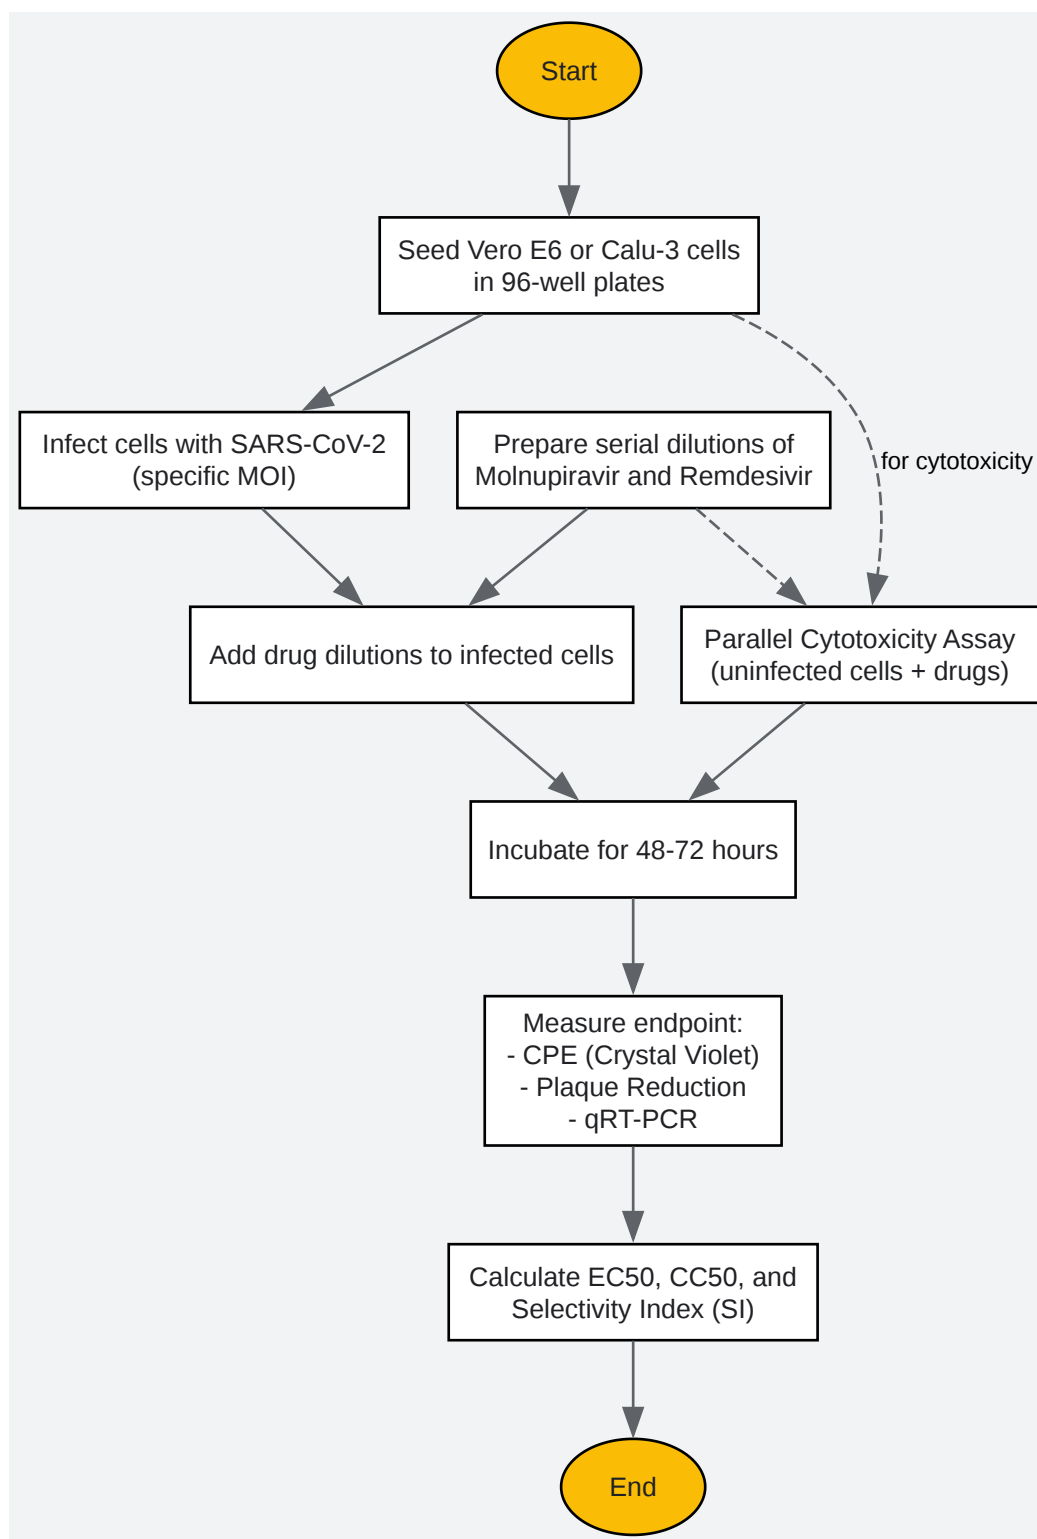 Start
Seed Vero E6 or Calu-3 cells
in 96-well plates
Infect cells with SARS-CoV-2
(specific MOI)
Prepare serial dilutions of
Molnupiravir and Remdesivir
for cytotoxicity
Add drug dilutions to infected cells
Parallel Cytotoxicity Assay
(uninfected cells + drugs)
Incubate for 48-72 hours
Measure endpoint:
- CPE (Crystal Violet)
- Plaque Reduction
- qRT-PCR
Calculate EC50, CC50, and
Selectivity Index (SI)
End